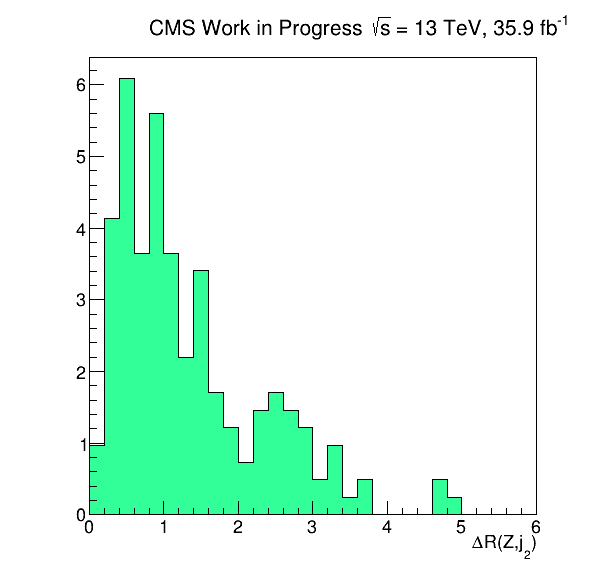 CMS Work in Progress √s = 13 TeV, 35.9 fb⁻¹
6
5
4
3
2
1
0
0 1 2 3 4 5 6
ΔR(Z,j₂)